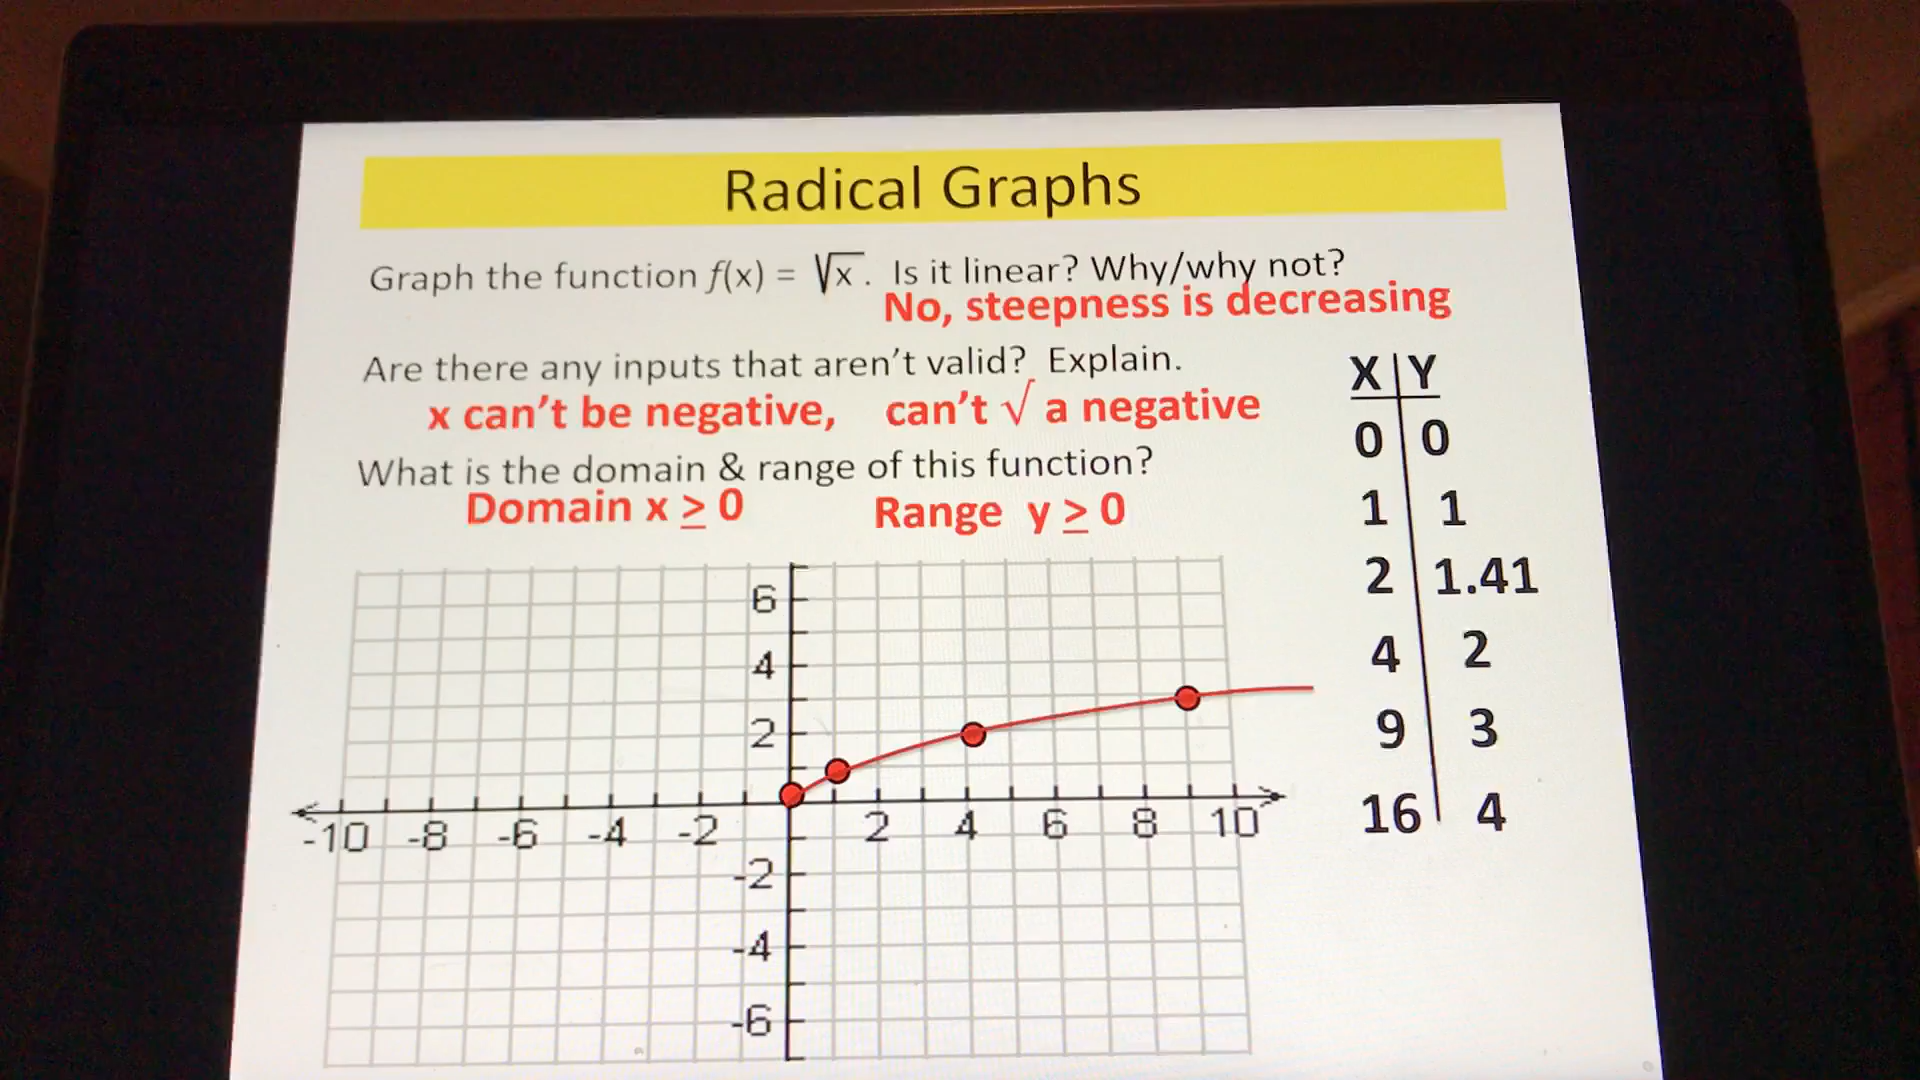 Radical Graphs
Graph the function f(x) = √x. Is it linear? Why/why not?
No, steepness is decreasing
Are there any inputs that aren't valid? Explain.
x can't be negative, can't √ a negative
What is the domain & range of this function?
Domain x ≥ 0 Range y ≥ 0
X Y
0 0
1 1
2 1.41
4 2
9 3
16 4
6
4
2
-10 -8 -6 -4 -2 2 4 6 8 10
-2
-4
-6